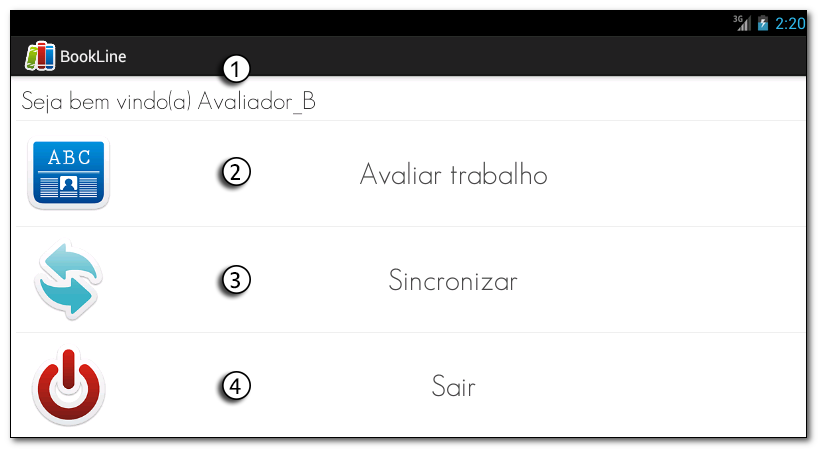 3G 2:20
BookLine
1
Seja bem vindo(a) Avaliador_B
ABC
2 Avaliar trabalho
3 Sincronizar
4 Sair